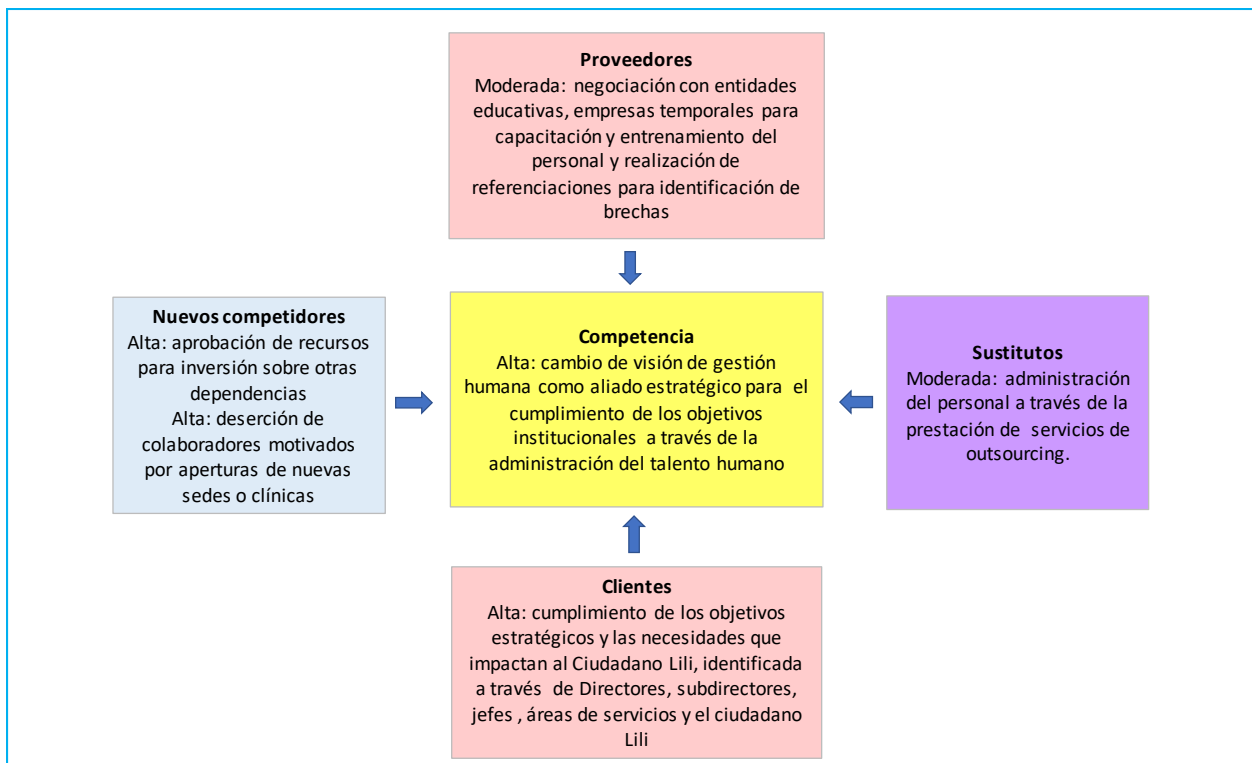 Proveedores
Moderada: negociación con entidades
educativas, empresas temporales para
capacitación y entrenamiento del
personal y realización de
referenciaciones para identificación de
brechas
Nuevos competidores
Alta: aprobación de recursos
para inversión sobre otras
dependencias
Alta: deserción de
colaboradores motivados
por aperturas de nuevas
sedes o clínicas
Competencia
Alta: cambio de visión de gestión
humana como aliado estratégico para el
cumplimiento de los objetivos
institucionales a través de la
administración del talento humano
Sustitutos
Moderada: administración
del personal a través de la
prestación de servicios de
outsourcing.
Clientes
Alta: cumplimiento de los objetivos
estratégicos y las necesidades que
impactan al Ciudadano Lili, identificada
a través de Directores, subdirectores,
jefes , áreas de servicios y el ciudadano
Lili